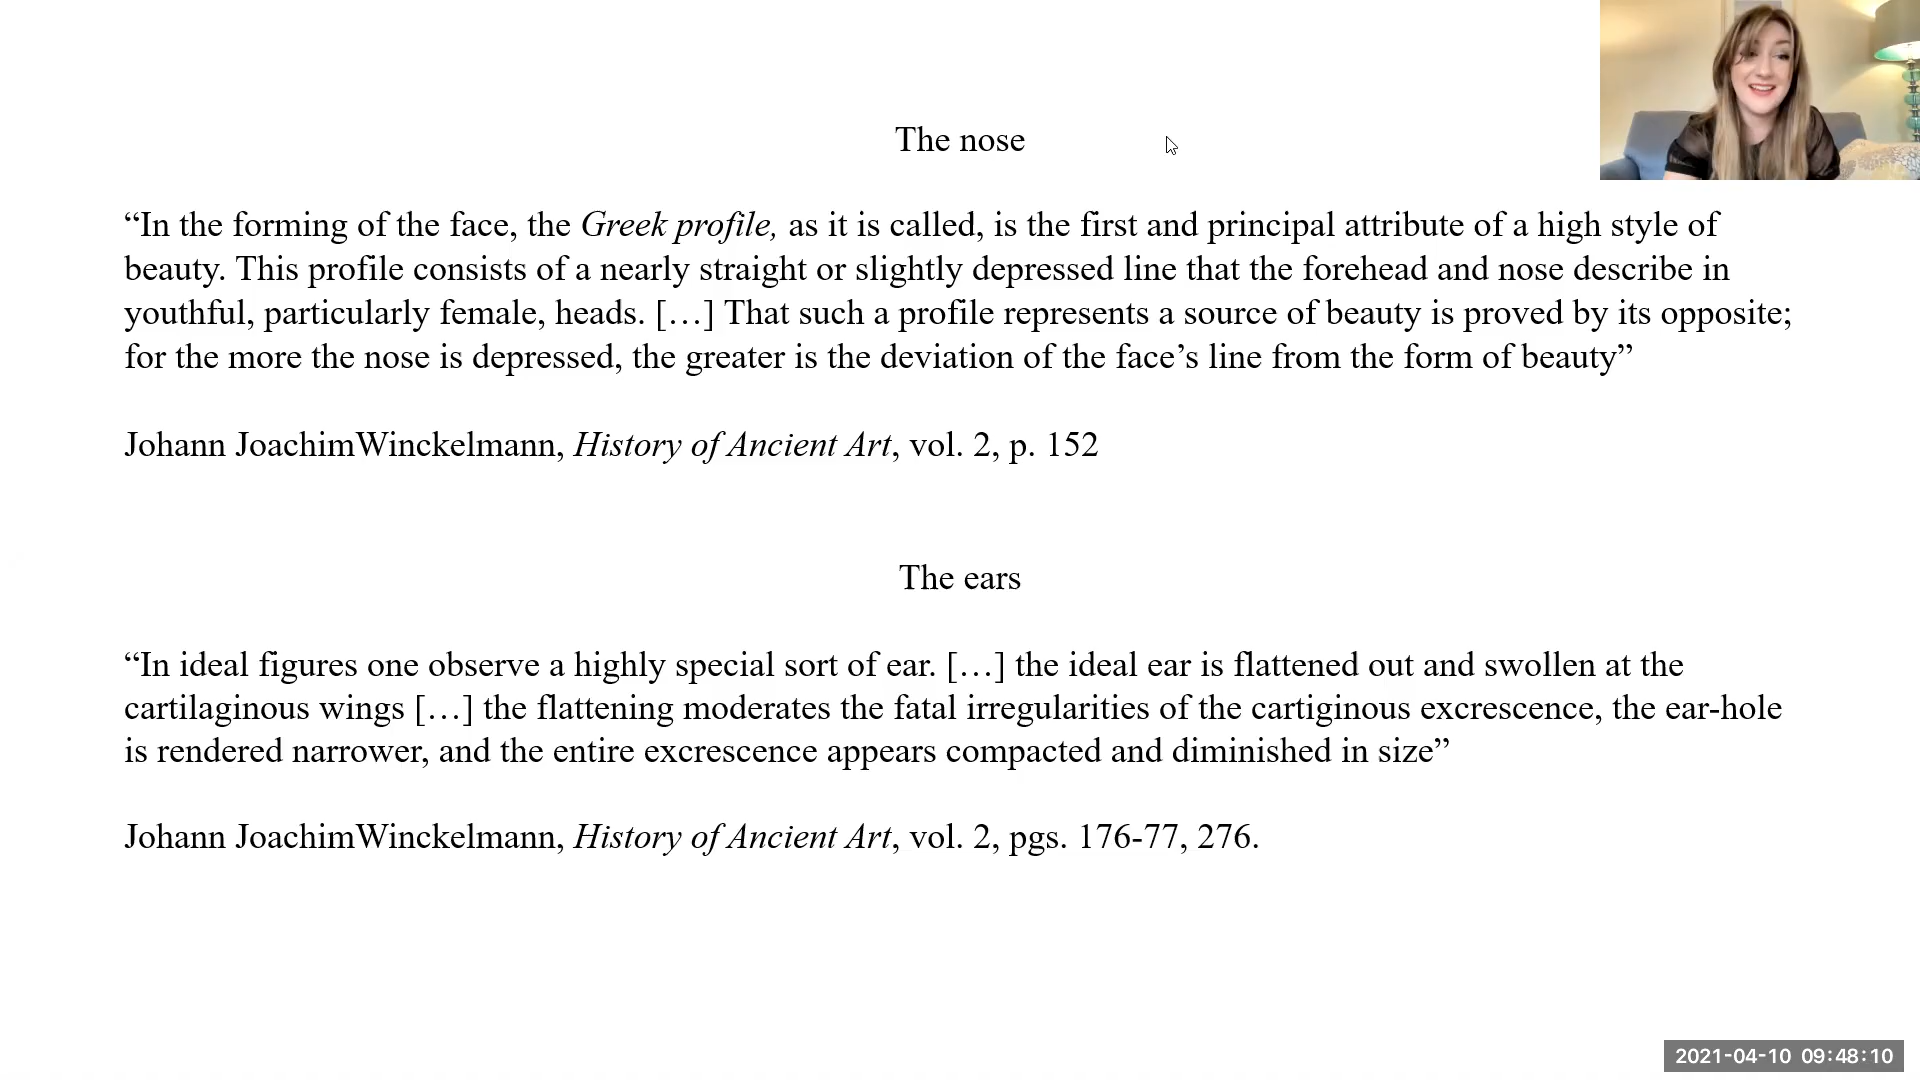 The nose
“In the forming of the face, the Greek profile, as it is called, is the first and principal attribute of a high style of
beauty. This profile consists of a nearly straight or slightly depressed line that the forehead and nose describe in
youthful, particularly female, heads. […] That such a profile represents a source of beauty is proved by its opposite;
for the more the nose is depressed, the greater is the deviation of the face’s line from the form of beauty”
Johann JoachimWinckelmann, History of Ancient Art, vol. 2, p. 152
The ears
“In ideal figures one observe a highly special sort of ear. […] the ideal ear is flattened out and swollen at the
cartilaginous wings […] the flattening moderates the fatal irregularities of the cartiginous excrescence, the ear-hole
is rendered narrower, and the entire excrescence appears compacted and diminished in size”
Johann JoachimWinckelmann, History of Ancient Art, vol. 2, pgs. 176-77, 276.
2021-04-10 09:48:10